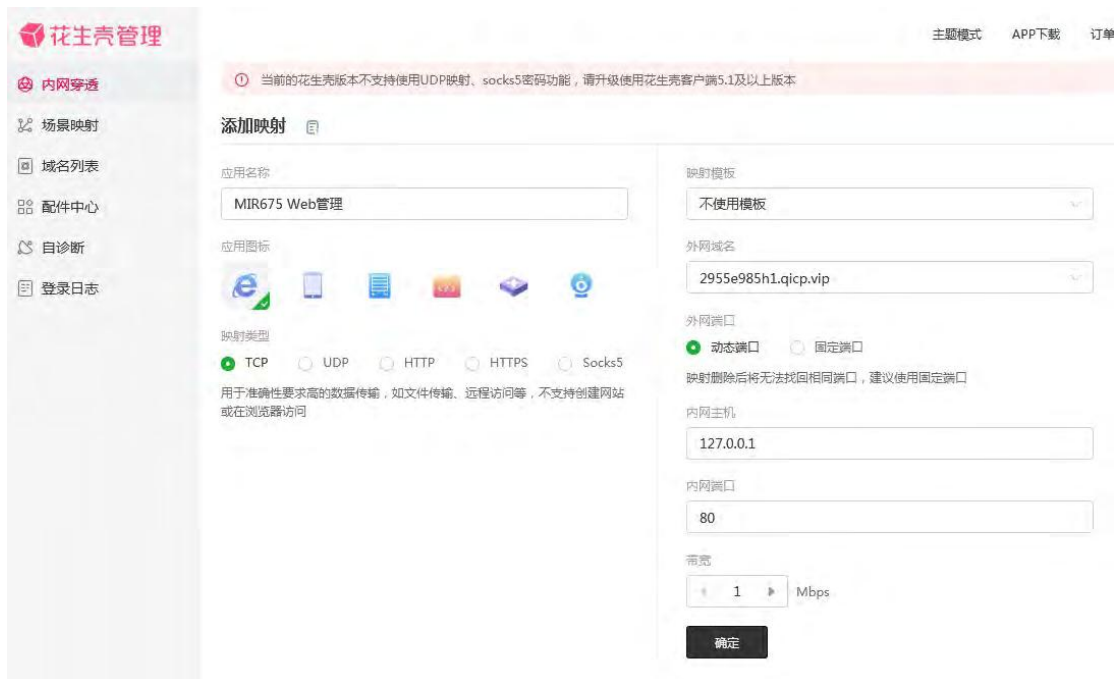 花生壳管理
主题模式 APP下载 订单
内网穿透
场景映射
域名列表
配件中心
自诊断
登录日志
当前的花生壳版本不支持使用UDP映射、socks5密码功能，请升级使用花生壳客户端5.1及以上版本
添加映射
应用名称
MIR675 Web管理
应用图标
映射类型
TCP UDP HTTP HTTPS Socks5
用于准确性要求高的数据传输，如文件传输、远程访问等，不支持创建网站
或在浏览器访问
映射模板
不使用模板
外网域名
2955e985h1.qicp.vip
外网端口
动态端口 固定端口
映射删除后将无法找回相同端口，建议使用固定端口
内网主机
127.0.0.1
内网端口
80
带宽
1 Mbps
确定